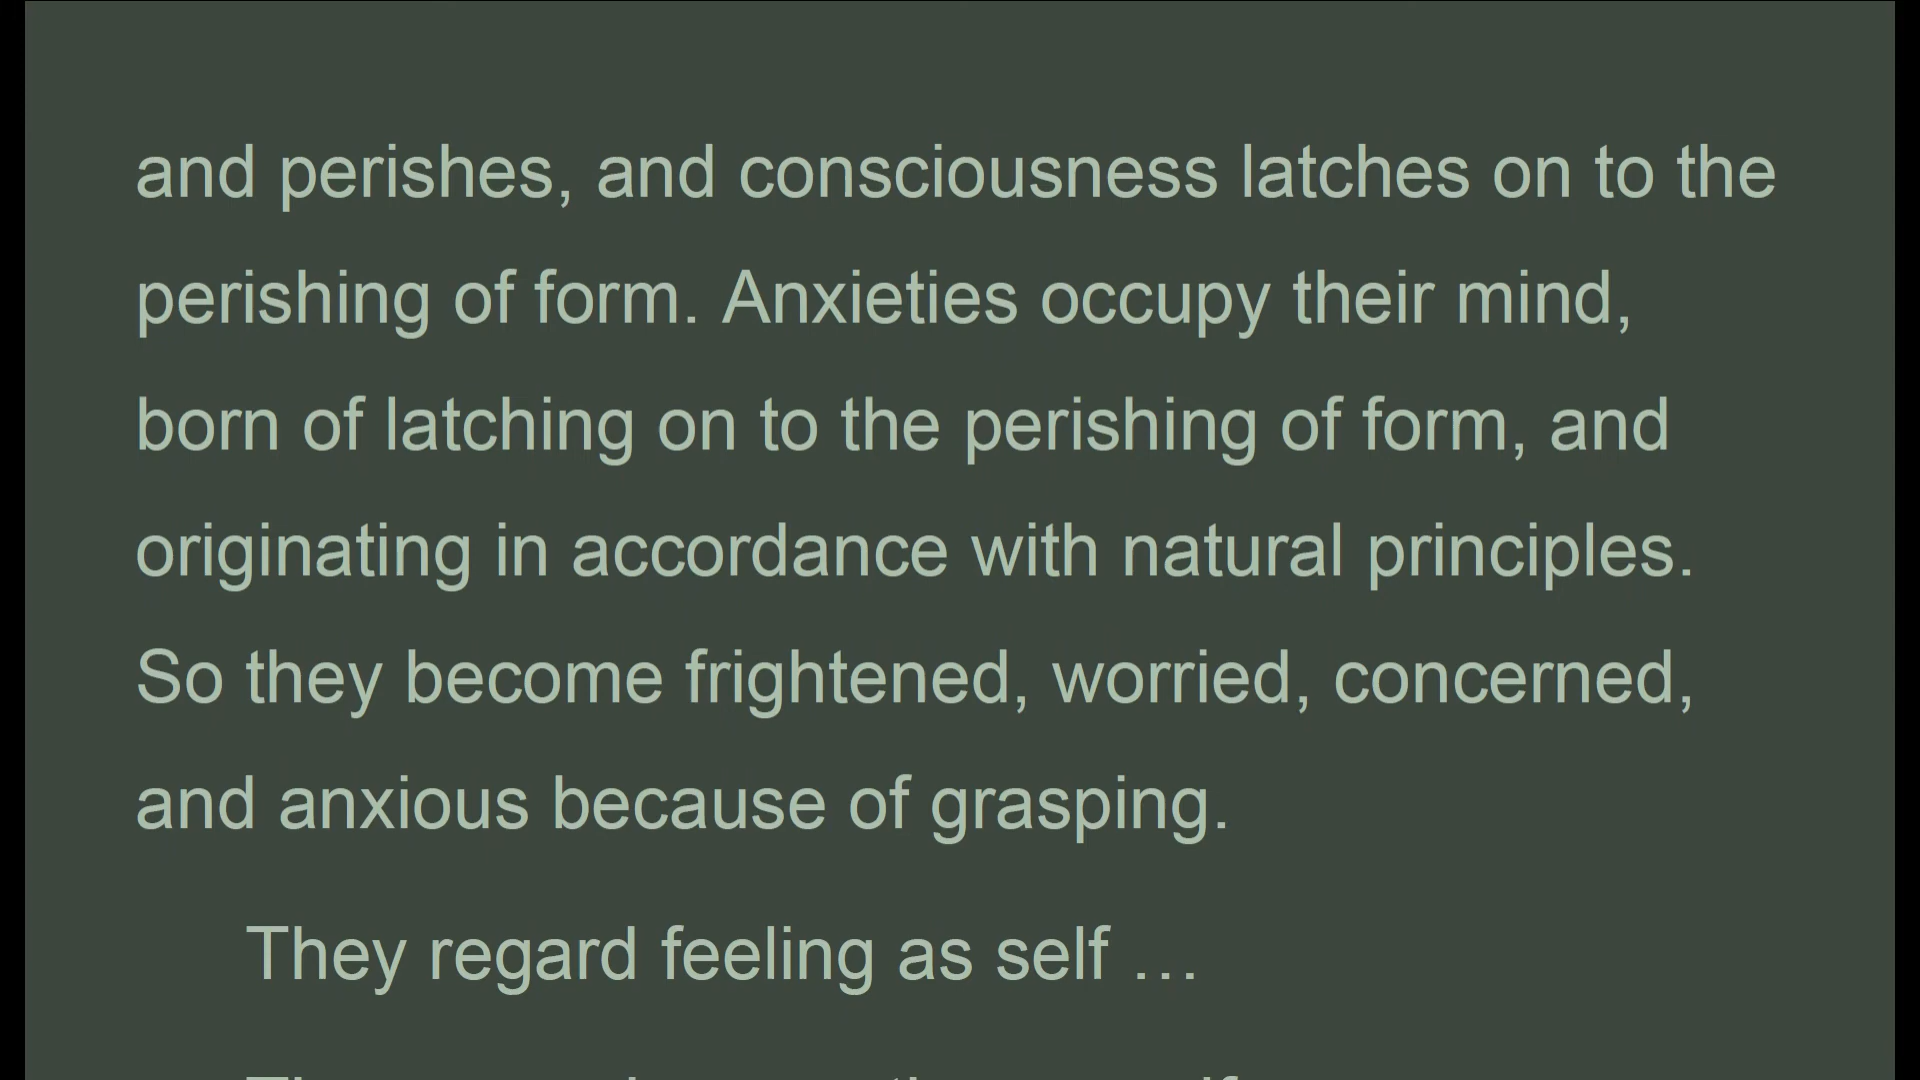 and perishes, and consciousness latches on to the
perishing of form. Anxieties occupy their mind,
born of latching on to the perishing of form, and
originating in accordance with natural principles.
So they become frightened, worried, concerned,
and anxious because of grasping.
They regard feeling as self …